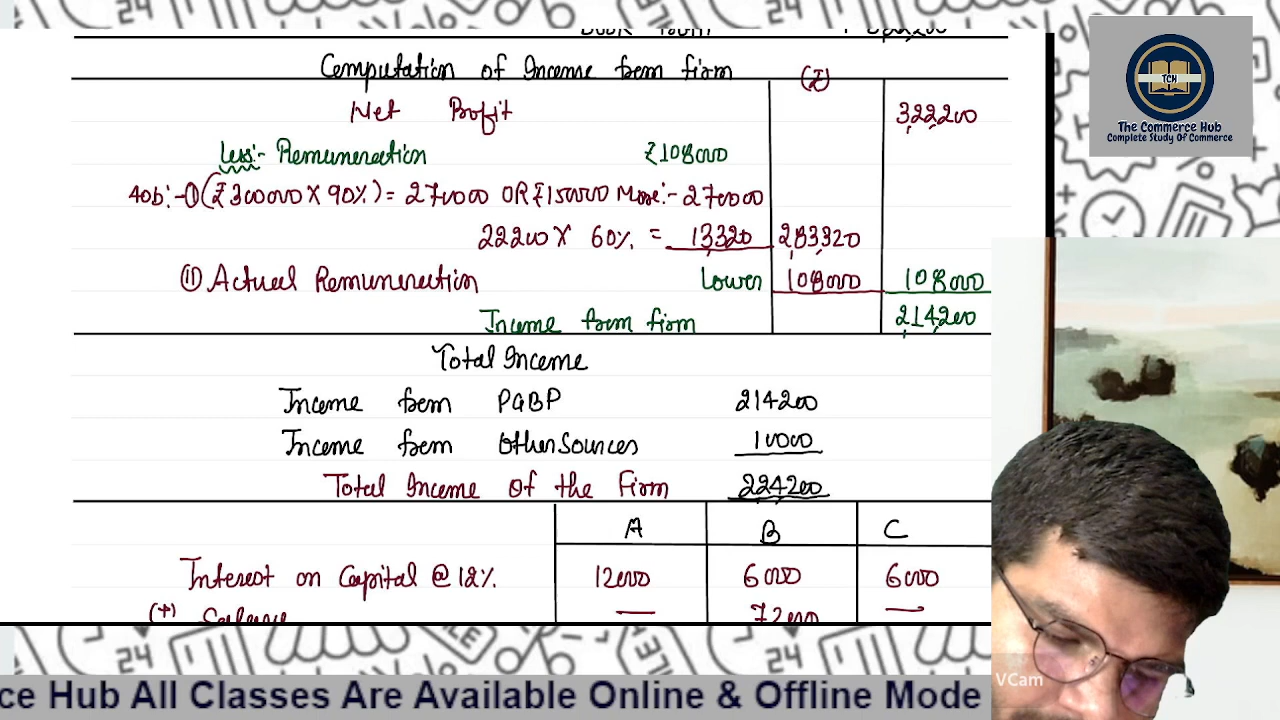 Computation of Income from firm (₹)
Net Profit 322200
Less:- Remuneration ₹108000
40b:- ① (₹300000 X 90%) = 270000 OR ₹150000 More:- 270000
22200 X 60% = 13320 283320
(ii) Actual Remuneration Lower 108000 108000
Income from firm 214200
Total Income
Income from PGBP 214200
Income from Other Sources 10000
Total Income Of the Firm 224200
A B C
Interest on Capital @ 12%. 12000 6000 6000
(+) — 72000 —
TCH
The Commerce Hub
Complete Study Of Commerce
VCam
ce Hub All Classes Are Available Online & Offline Mode